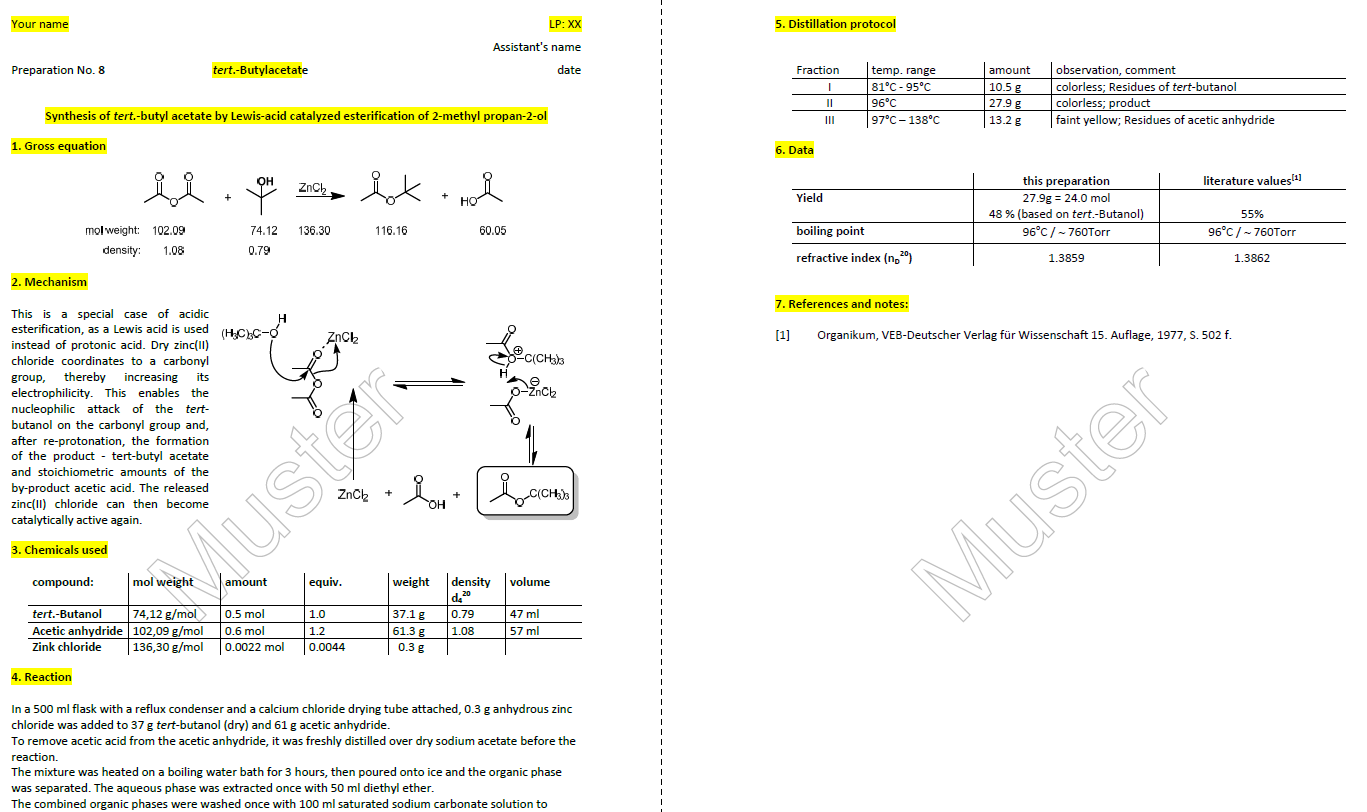 Your name LP: XX
Assistant's name
Preparation No. 8 tert.-Butylacetate date
Synthesis of tert.-butyl acetate by Lewis-acid catalyzed esterification of 2-methyl propan-2-ol
1. Gross equation
O O OH ZnCl2 O O
O + O + HO
mol weight: 102.09 74.12 136.30 116.16 60.05
density: 1.08 0.79
2. Mechanism
This is a special case of acidic
esterification, as a Lewis acid is used
instead of protonic acid. Dry zinc(II)
chloride coordinates to a carbonyl
group, thereby increasing its
electrophilicity. This enables the
nucleophilic attack of the tert-
butanol on the carbonyl group and,
after re-protonation, the formation
of the product - tert-butyl acetate
and stoichiometric amounts of the
by-product acetic acid. The released
zinc(II) chloride can then become
catalytically active again.
H
(H3C)3C-O ZnCl2
O
O
O
O
⊕
O-C(CH3)3
H
⊖
O-ZnCl2
O
ZnCl2 + O OH + O O-C(CH3)3
Muster
3. Chemicals used
compound: mol weight amount equiv. weight density d₄²⁰ volume
tert.-Butanol 74,12 g/mol 0.5 mol 1.0 37.1 g 0.79 47 ml
Acetic anhydride 102,09 g/mol 0.6 mol 1.2 61.3 g 1.08 57 ml
Zink chloride 136,30 g/mol 0.0022 mol 0.0044 0.3 g
4. Reaction
In a 500 ml flask with a reflux condenser and a calcium chloride drying tube attached, 0.3 g anhydrous zinc
chloride was added to 37 g tert-butanol (dry) and 61 g acetic anhydride.
To remove acetic acid from the acetic anhydride, it was freshly distilled over dry sodium acetate before the
reaction.
The mixture was heated on a boiling water bath for 3 hours, then poured onto ice and the organic phase
was separated. The aqueous phase was extracted once with 50 ml diethyl ether.
The combined organic phases were washed once with 100 ml saturated sodium carbonate solution to
5. Distillation protocol
Fraction temp. range amount observation, comment
I 81°C - 95°C 10.5 g colorless; Residues of tert-butanol
II 96°C 27.9 g colorless; product
III 97°C – 138°C 13.2 g faint yellow; Residues of acetic anhydride
6. Data
this preparation literature values[1]
Yield 27.9g = 24.0 mol
48 % (based on tert.-Butanol) 55%
boiling point 96°C / ~ 760Torr 96°C / ~ 760Torr
refractive index (nD²⁰) 1.3859 1.3862
7. References and notes:
[1] Organikum, VEB-Deutscher Verlag für Wissenschaft 15. Auflage, 1977, S. 502 f.
Muster